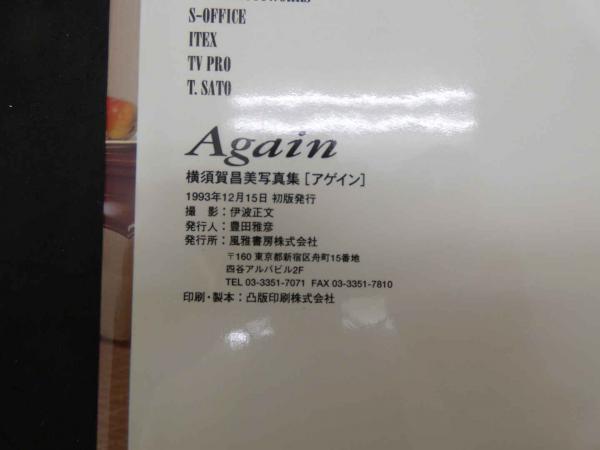 S-OFFICE
ITEX
TV PRO
T. SATO
Again
横須賀昌美写真集[アゲイン]
1993年12月15日 初版発行
撮　影：伊波正文
発行人：豊田雅彦
発行所：風雅書房株式会社
〒160 東京都新宿区舟町15番地
四谷アルバビル2F
TEL 03-3351-7071 FAX 03-3351-7810
印刷・製本：凸版印刷株式会社